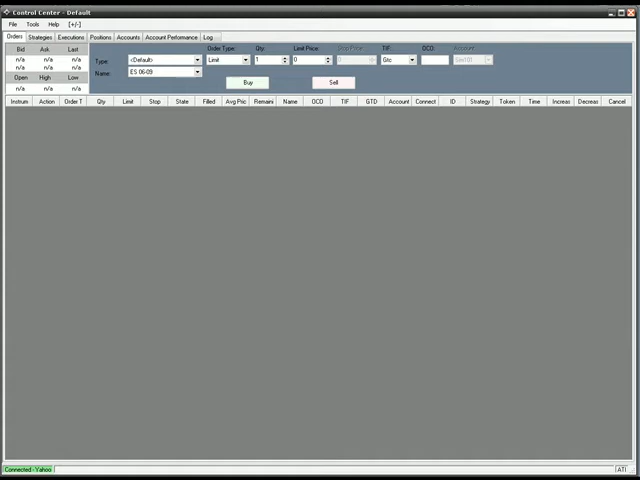 Control Center - Default
File Tools Help [+/-]
Orders Strategies Executions Positions Accounts Account Performance Log
Bid Ask Last
n/a n/a n/a
n/a n/a n/a
Open High Low
n/a n/a n/a
Order Type: Qty: Limit Price: Stop Price: TIF: OCO: Account:
Type: <Default> Limit 1 0 0 Gtc Sim101
Name: ES 06-09
Buy Sell
Instrum Action Order T Qty Limit Stop State Filled Avg Pric Remaini Name OCO TIF GTD Account Connect ID Strategy Token Time Increas Decreas Cancel
Connected - Yahoo ATI